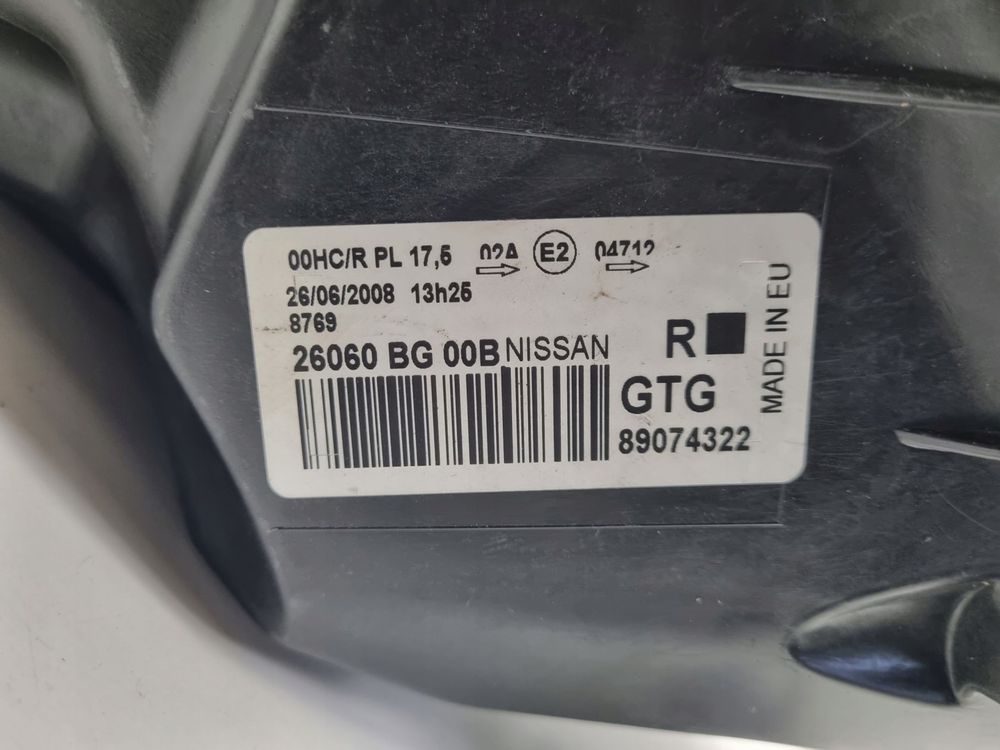 00HC/R PL 17,5 02A E2 04712
26/06/2008 13h25
8769
26060 BG 00B NISSAN R
GTG
89074322
MADE IN EU